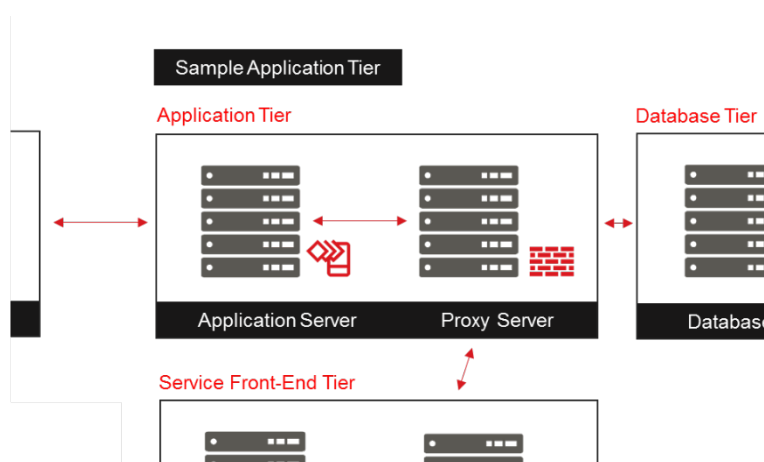 Sample Application Tier
Application Tier
Database Tier
Application Server
Proxy Server
Service Front-End Tier